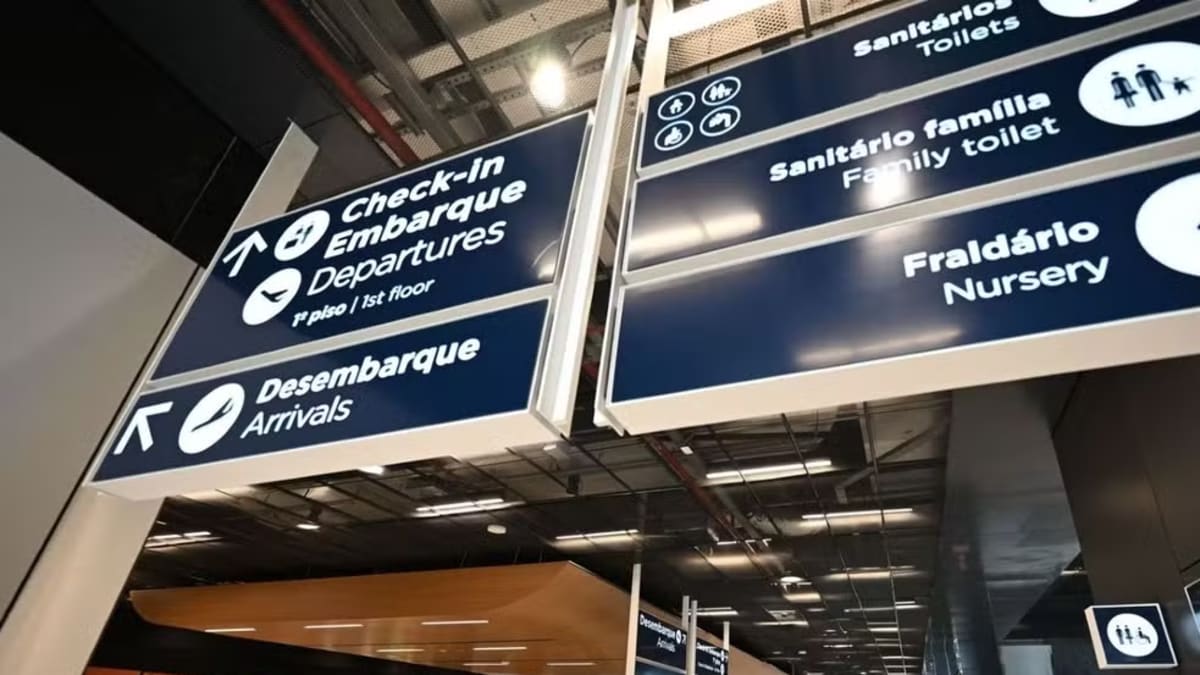 Check-in
Embarque
Departures
1º piso | 1st floor
Desembarque
Arrivals
Sanitários
Toilets
Sanitário família
Family toilet
Fraldário
Nursery
Desembarque
Arrivals